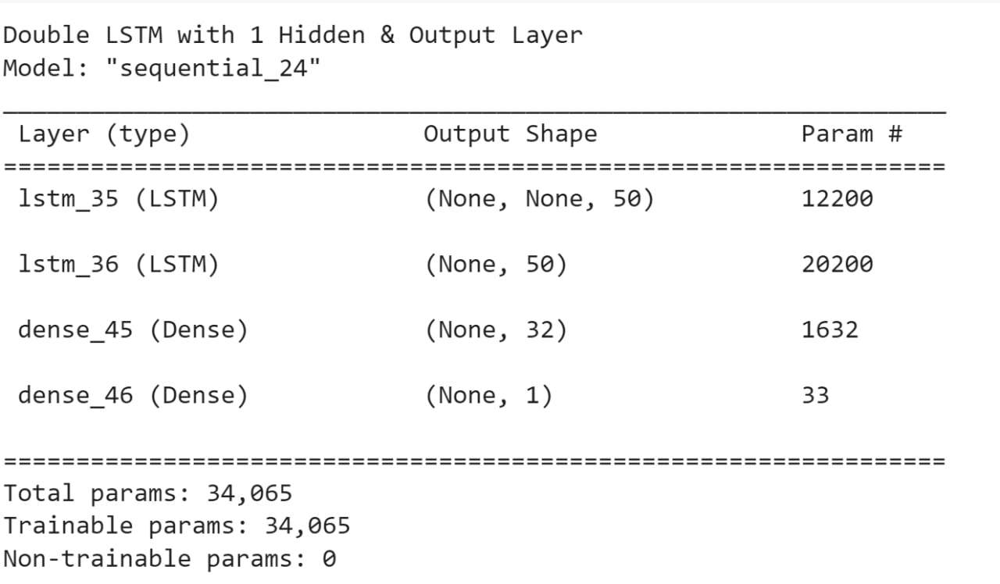 Double LSTM with 1 Hidden & Output Layer
Model: "sequential_24"
_________________________________________________________________
Layer (type) Output Shape Param #
=================================================================
lstm_35 (LSTM) (None, None, 50) 12200
lstm_36 (LSTM) (None, 50) 20200
dense_45 (Dense) (None, 32) 1632
dense_46 (Dense) (None, 1) 33
=================================================================
Total params: 34,065
Trainable params: 34,065
Non-trainable params: 0